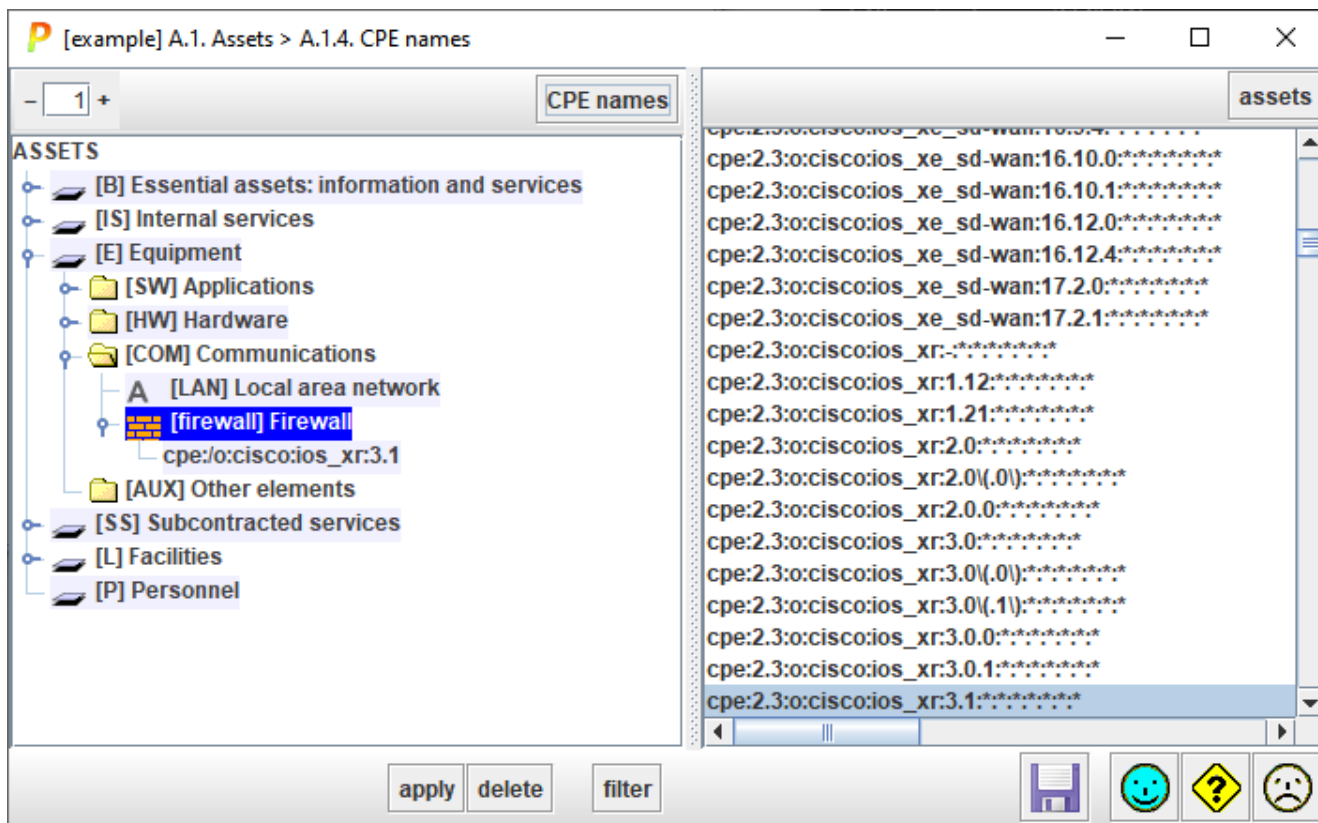 [example] A.1. Assets > A.1.4. CPE names
– 1 +
CPE names
assets
ASSETS
[B] Essential assets: information and services
[IS] Internal services
[E] Equipment
[SW] Applications
[HW] Hardware
[COM] Communications
A [LAN] Local area network
[firewall] Firewall
cpe:/o:cisco:ios_xr:3.1
[AUX] Other elements
[SS] Subcontracted services
[L] Facilities
[P] Personnel
cpe:2.3:o:cisco:ios_xe_sd-wan:16.9.4:*:*:*:*:*:*:*
cpe:2.3:o:cisco:ios_xe_sd-wan:16.10.0:*:*:*:*:*:*:*
cpe:2.3:o:cisco:ios_xe_sd-wan:16.10.1:*:*:*:*:*:*:*
cpe:2.3:o:cisco:ios_xe_sd-wan:16.12.0:*:*:*:*:*:*:*
cpe:2.3:o:cisco:ios_xe_sd-wan:16.12.4:*:*:*:*:*:*:*
cpe:2.3:o:cisco:ios_xe_sd-wan:17.2.0:*:*:*:*:*:*:*
cpe:2.3:o:cisco:ios_xe_sd-wan:17.2.1:*:*:*:*:*:*:*
cpe:2.3:o:cisco:ios_xr:-:*:*:*:*:*:*:*
cpe:2.3:o:cisco:ios_xr:1.12:*:*:*:*:*:*:*
cpe:2.3:o:cisco:ios_xr:1.21:*:*:*:*:*:*:*
cpe:2.3:o:cisco:ios_xr:2.0:*:*:*:*:*:*:*
cpe:2.3:o:cisco:ios_xr:2.0\(.0\):*:*:*:*:*:*:*
cpe:2.3:o:cisco:ios_xr:2.0.0:*:*:*:*:*:*:*
cpe:2.3:o:cisco:ios_xr:3.0:*:*:*:*:*:*:*
cpe:2.3:o:cisco:ios_xr:3.0\(.0\):*:*:*:*:*:*:*
cpe:2.3:o:cisco:ios_xr:3.0\(.1\):*:*:*:*:*:*:*
cpe:2.3:o:cisco:ios_xr:3.0.0:*:*:*:*:*:*:*
cpe:2.3:o:cisco:ios_xr:3.0.1:*:*:*:*:*:*:*
cpe:2.3:o:cisco:ios_xr:3.1:*:*:*:*:*:*:*
apply
delete
filter